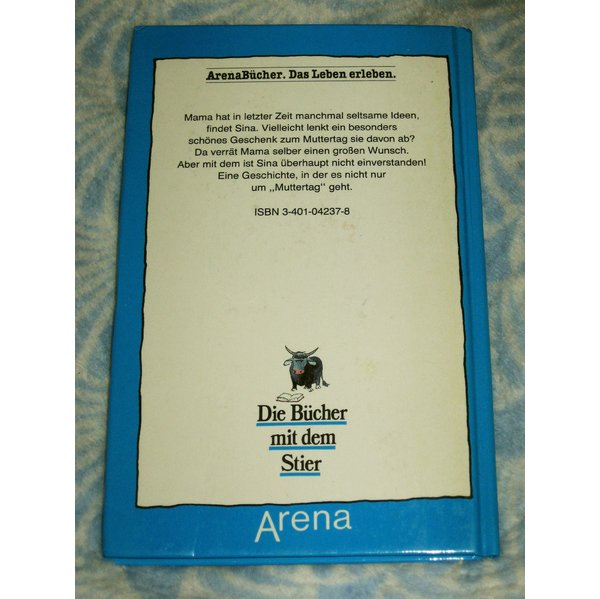 ArenaBücher. Das Leben erleben.
Mama hat in letzter Zeit manchmal seltsame Ideen,
findet Sina. Vielleicht lenkt ein besonders
schönes Geschenk zum Muttertag sie davon ab?
Da verrät Mama selber einen großen Wunsch.
Aber mit dem ist Sina überhaupt nicht einverstanden!
Eine Geschichte, in der es nicht nur
um „Muttertag“ geht.
ISBN 3-401-04237-8
Die Bücher
mit dem
Stier
Arena